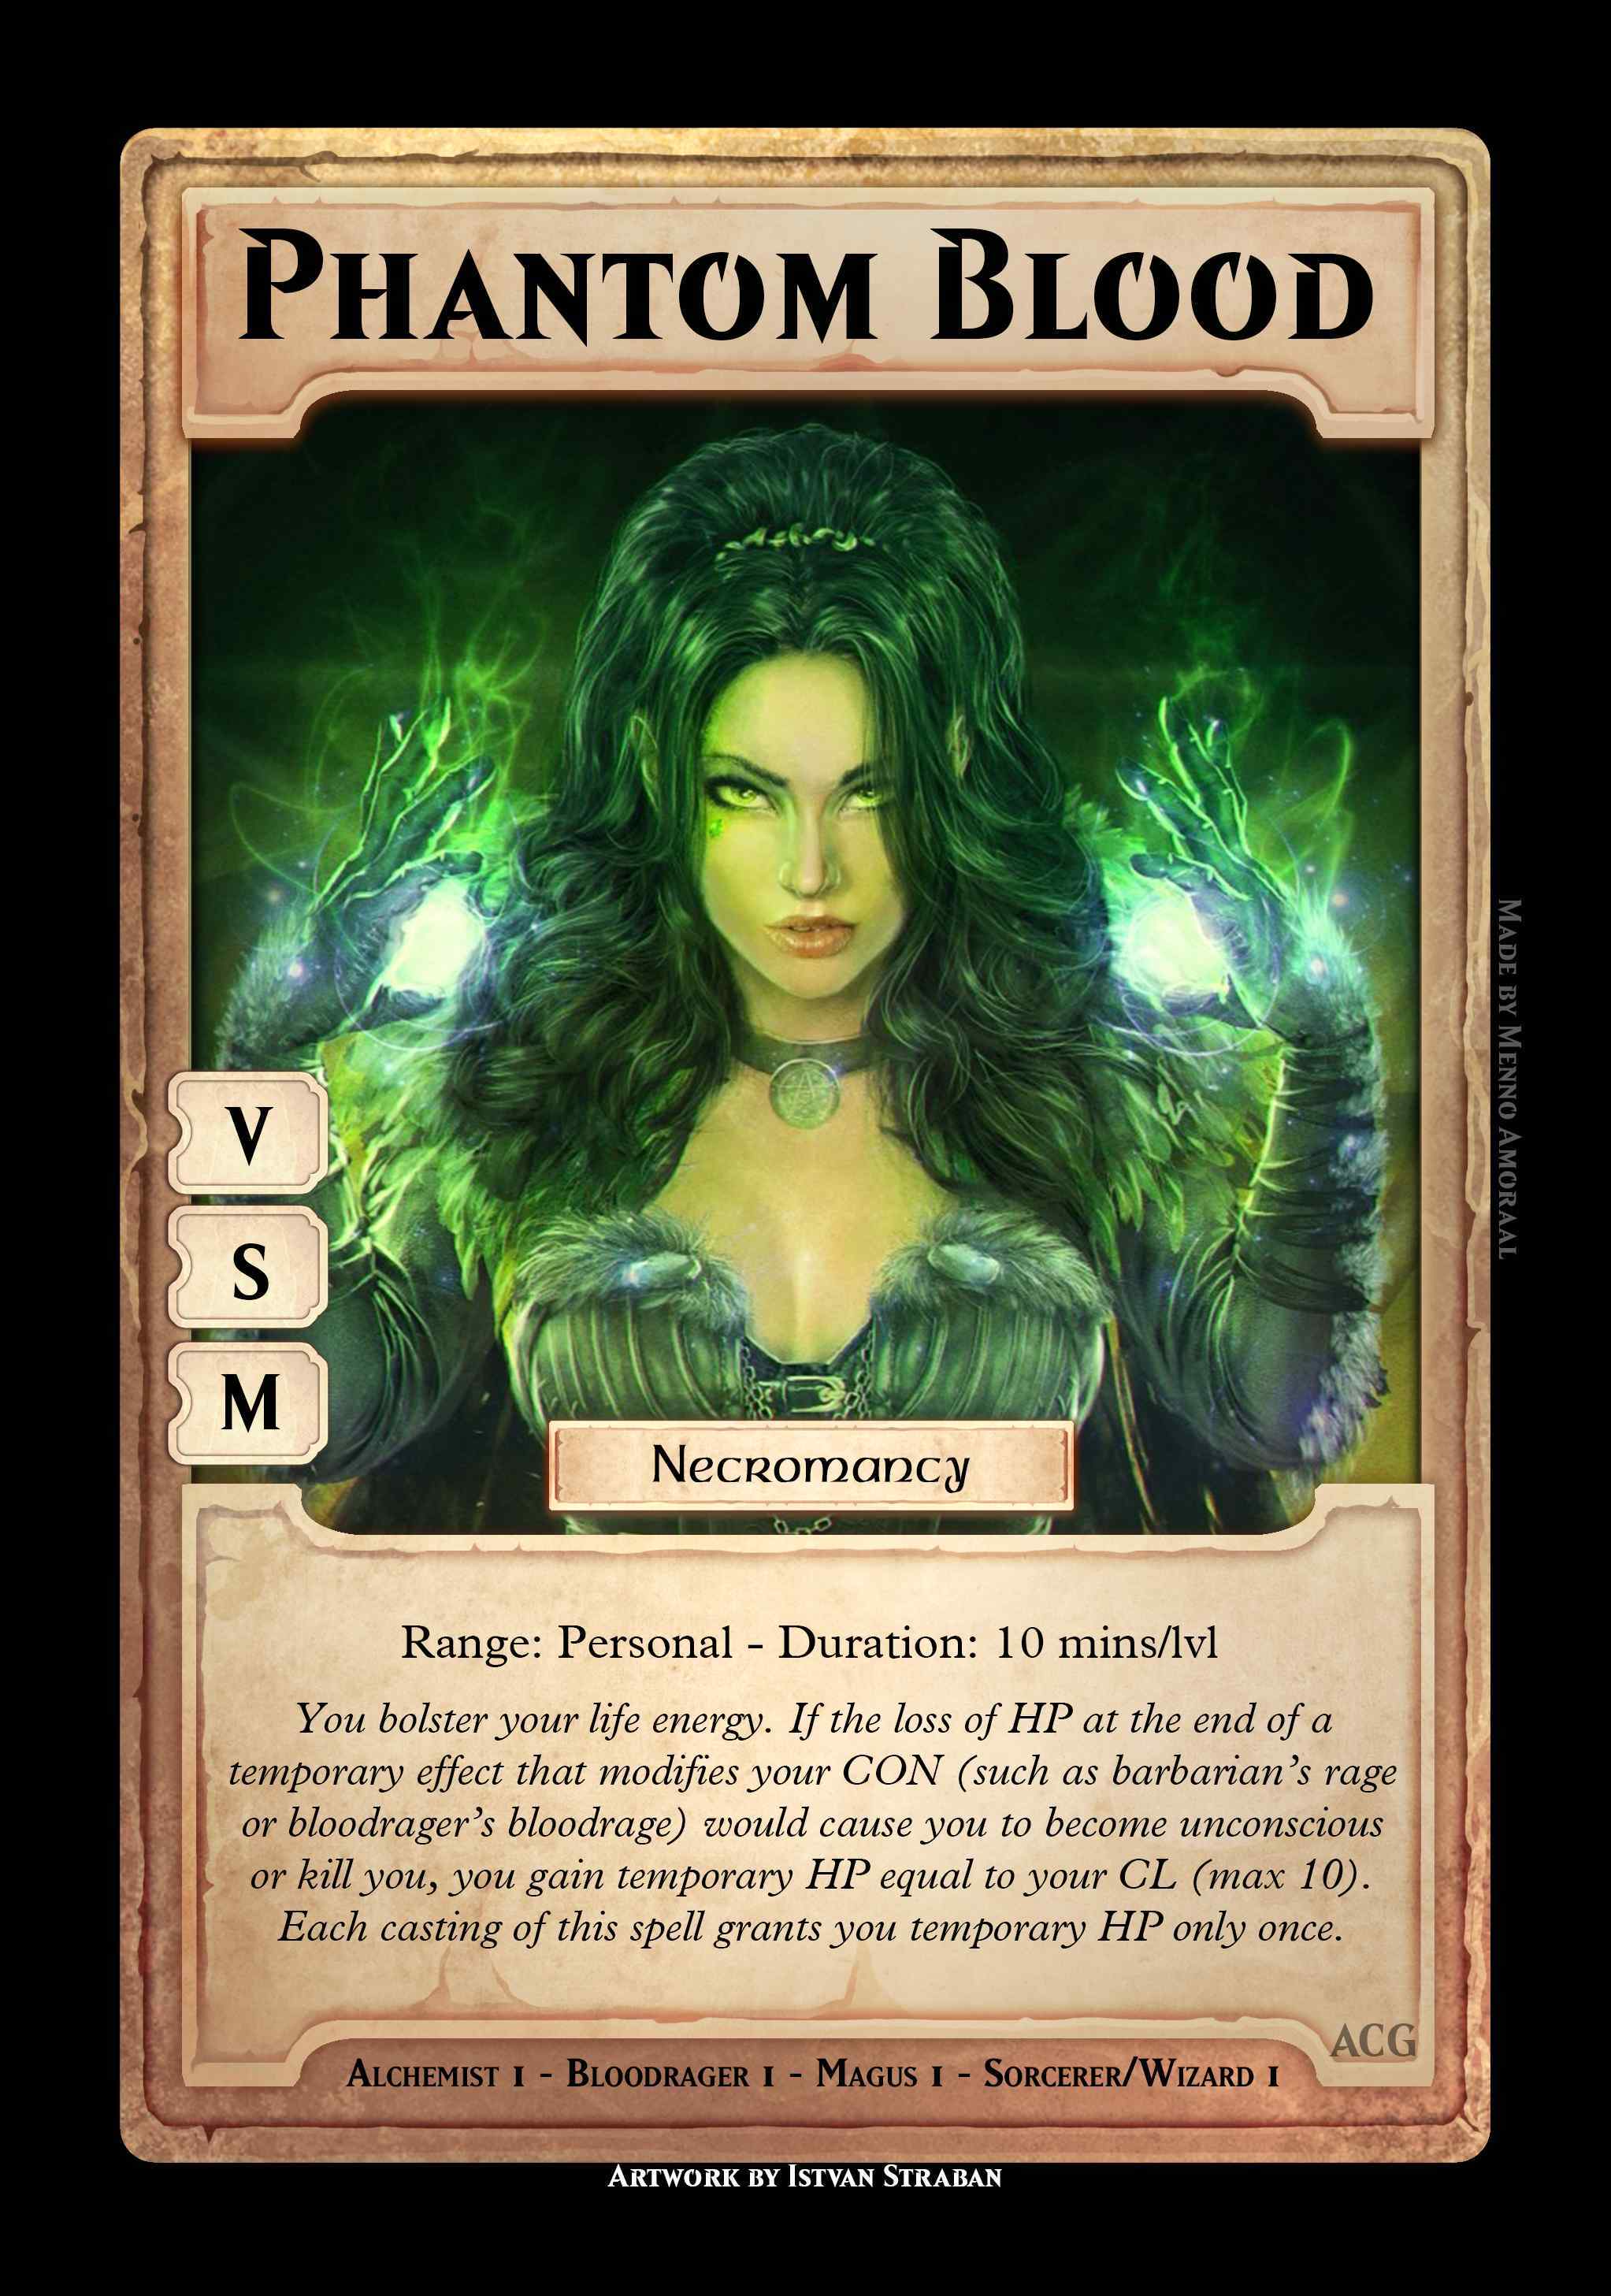 Phantom Blood
V
S
M
Necromancy
Range: Personal - Duration: 10 mins/lvl
You bolster your life energy. If the loss of HP at the end of a
temporary effect that modifies your CON (such as barbarian's rage
or bloodrager's bloodrage) would cause you to become unconscious
or kill you, you gain temporary HP equal to your CL (max 10).
Each casting of this spell grants you temporary HP only once.
ACG
Alchemist 1 - Bloodrager 1 - Magus 1 - Sorcerer/Wizard 1
Artwork by Istvan Straban
Made by Menno Amoraal